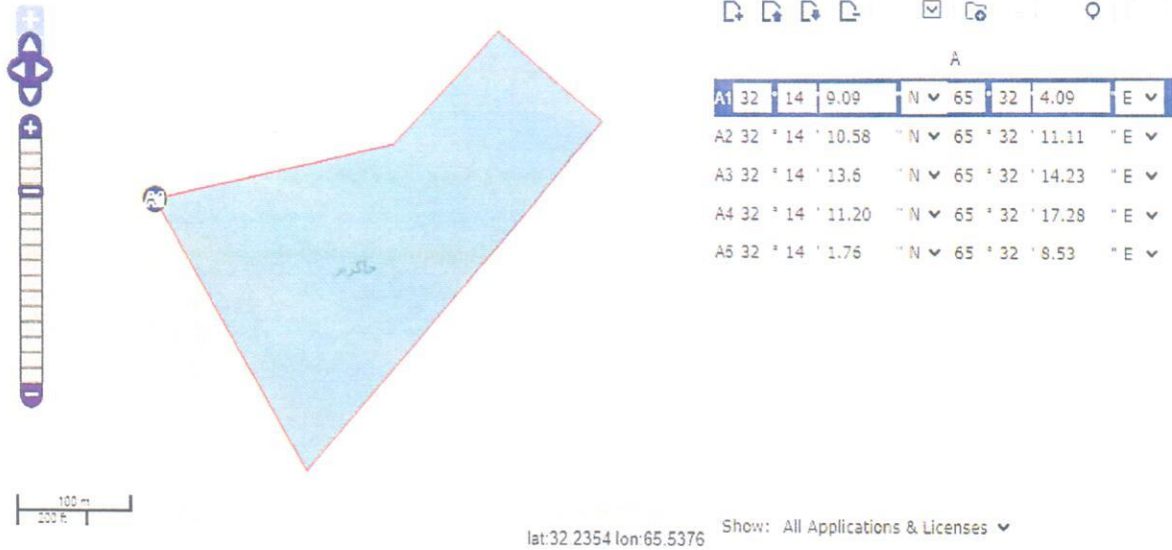 A
A1 32 ° 14 ' 9.09 " N 65 ° 32 ' 4.09 " E
A2 32 ° 14 ' 10.58 " N 65 ° 32 ' 11.11 " E
A3 32 ° 14 ' 13.6 " N 65 ° 32 ' 14.23 " E
A4 32 ° 14 ' 11.20 " N 65 ° 32 ' 17.28 " E
A5 32 ° 14 ' 1.76 " N 65 ° 32 ' 8.53 " E
A1
100 m
200 ft
lat:32.2354 lon:65.5376
Show: All Applications & Licenses